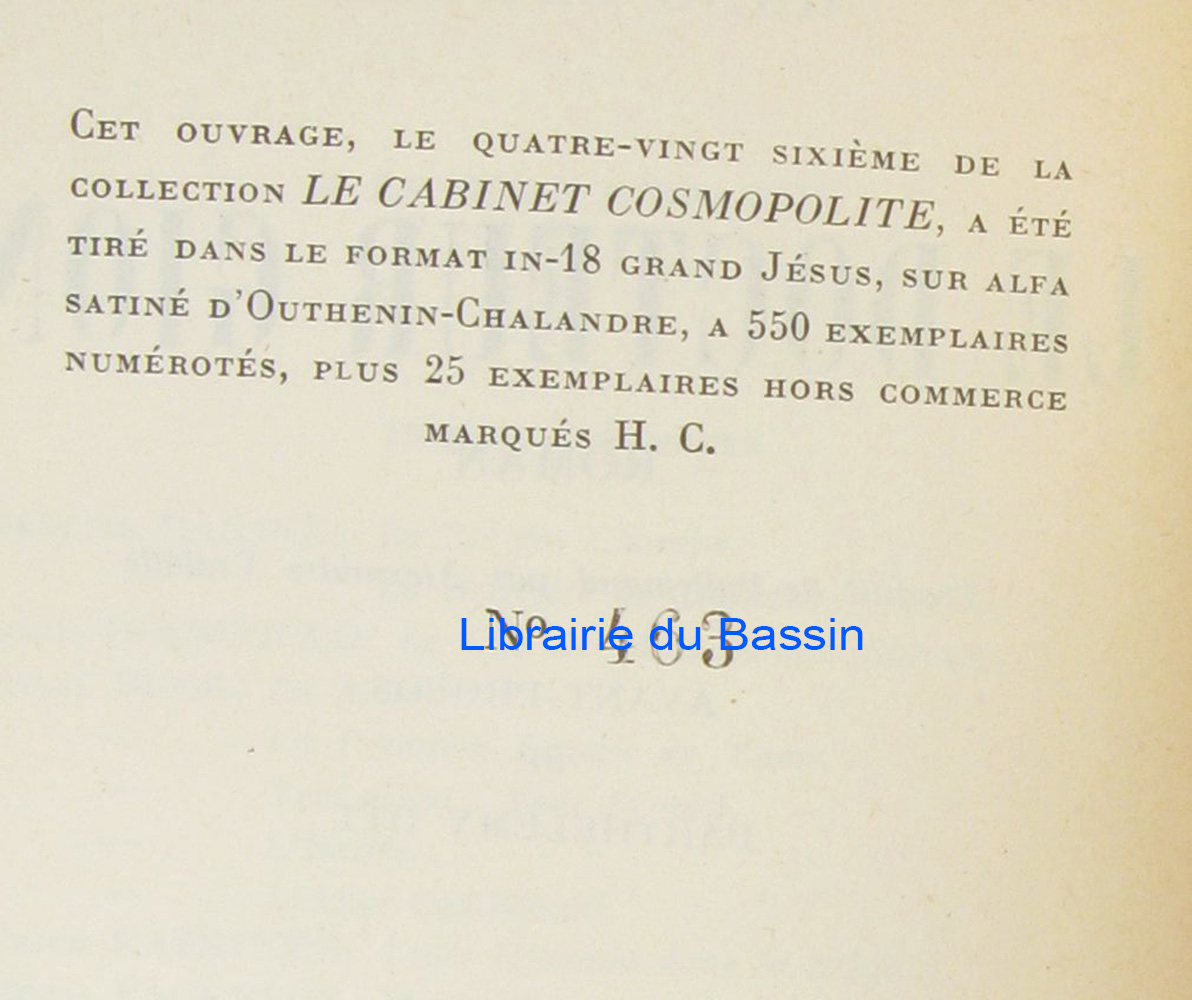 Cet ouvrage, le quatre-vingt sixième de la
collection LE CABINET COSMOPOLITE, a été
tiré dans le format in-18 grand Jésus, sur alfa
satiné d'Outhenin-Chalandre, a 550 exemplaires
numérotés, plus 25 exemplaires hors commerce
marqués H. C.
Nº 463
Librairie du Bassin